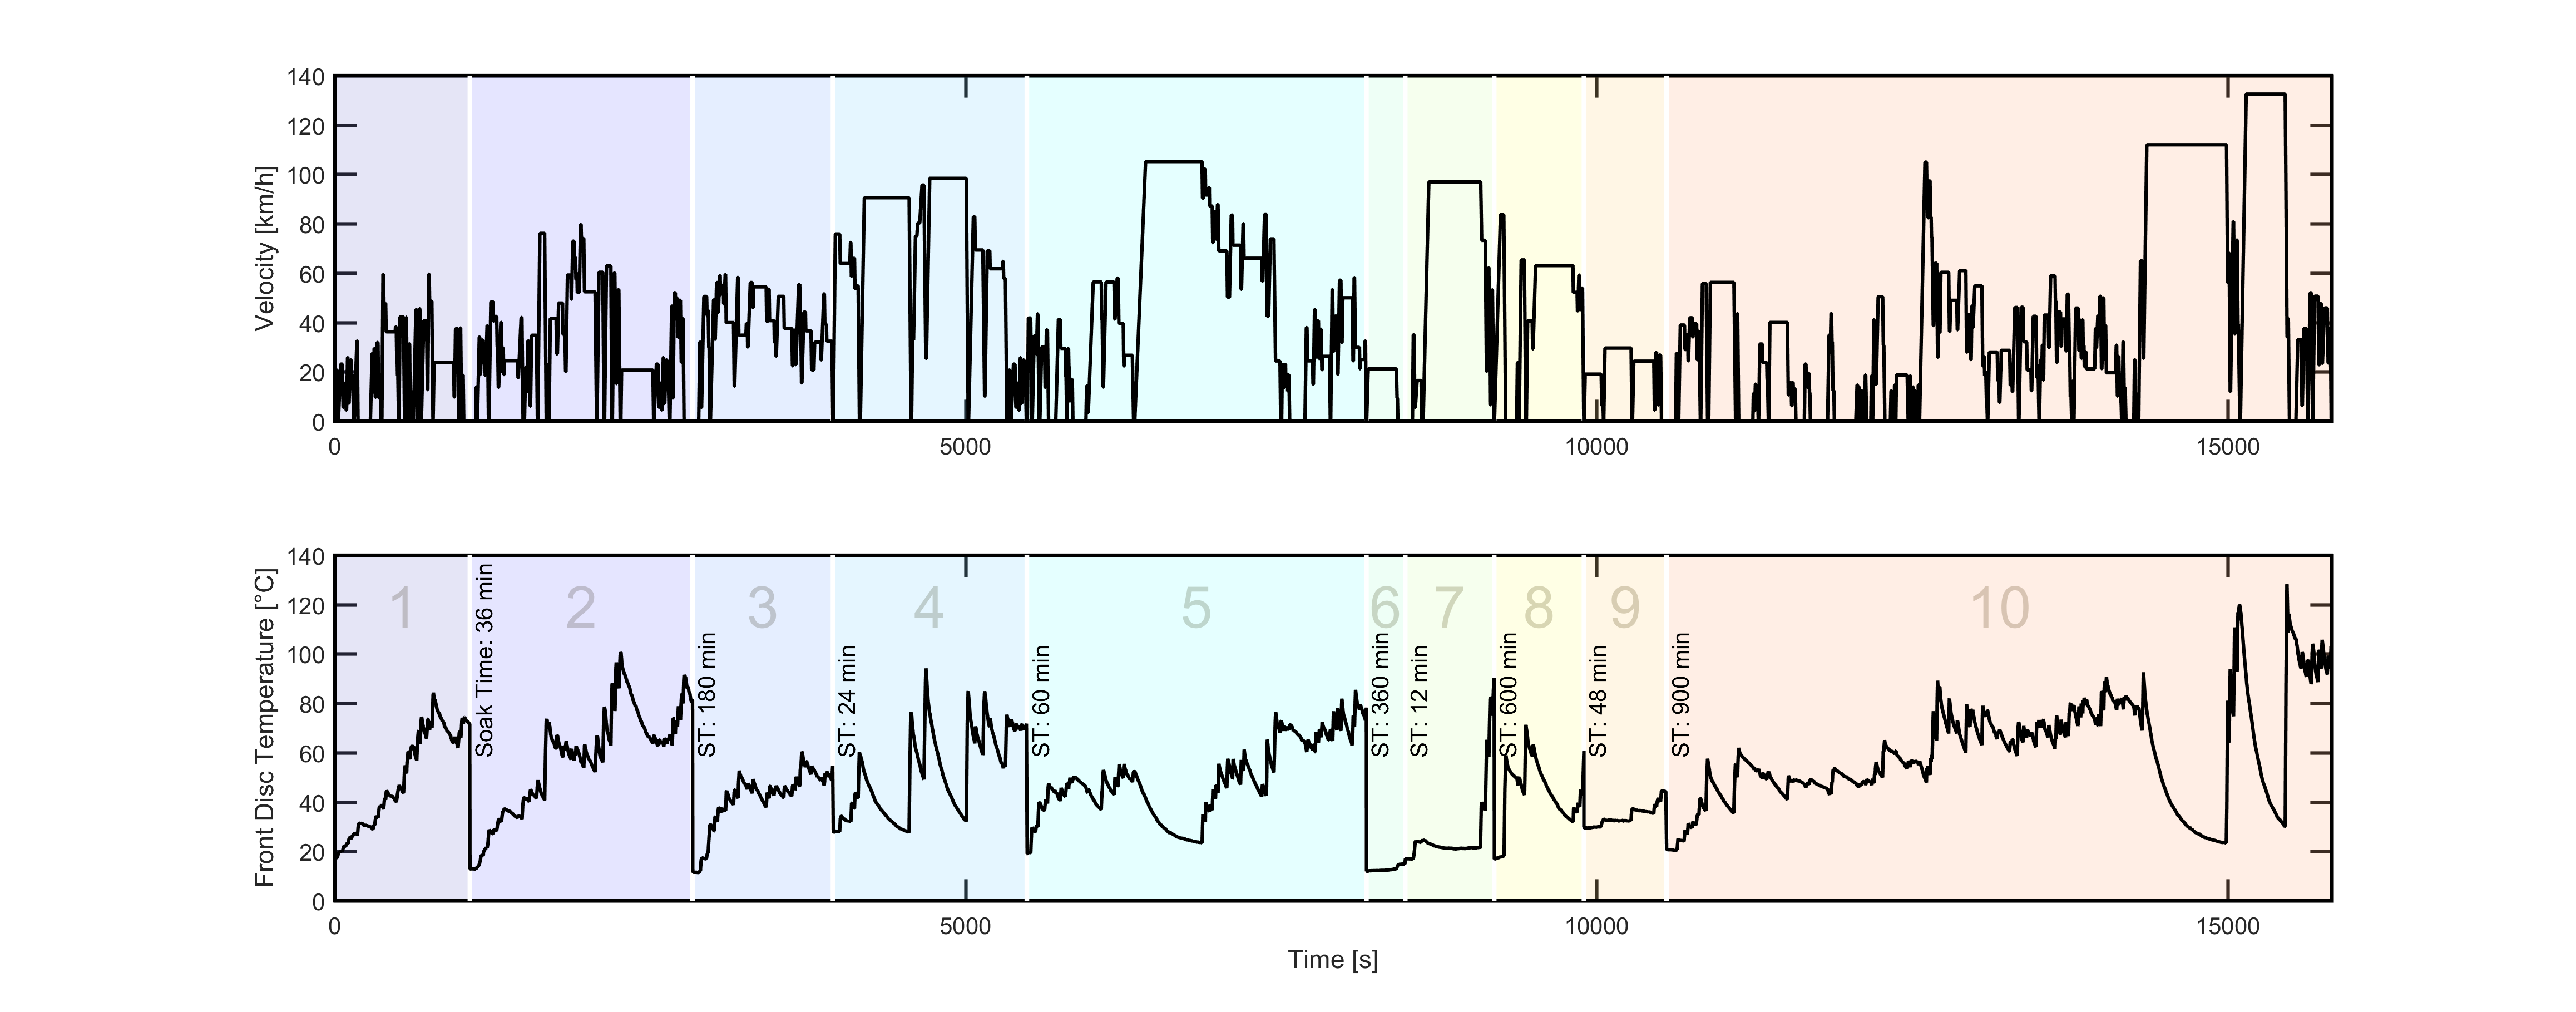 140
120
100
80
60
40
20
0
Velocity [km/h]
0 5000 10000 15000
140
120
100
80
60
40
20
0
Front Disc Temperature [°C]
1 2 3 4 5 6 7 8 9 10
Soak Time: 36 min
ST: 180 min
ST: 24 min
ST: 60 min
ST: 360 min
ST: 12 min
ST: 600 min
ST: 48 min
ST: 900 min
0 5000 10000 15000
Time [s]